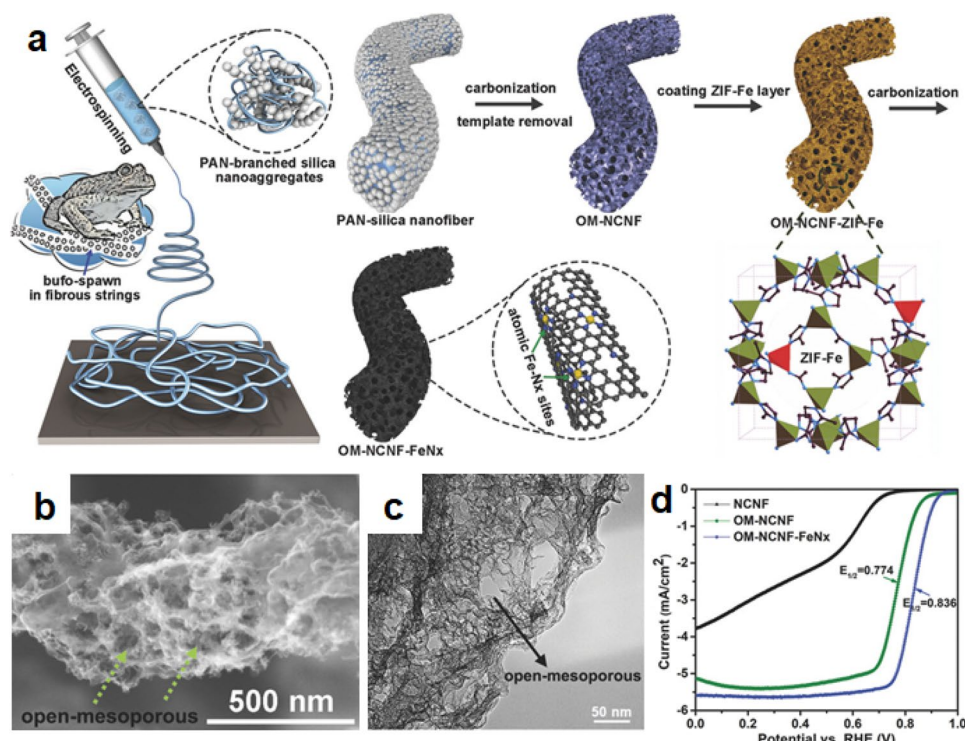 a
Electrospinning
PAN-branched silica
nanoaggregates
bufo-spawn
in fibrous strings
PAN-silica nanofiber
carbonization
template removal
OM-NCNF
coating ZIF-Fe layer
OM-NCNF-ZIF-Fe
carbonization
ZIF-Fe
atomic Fe-Nx sites
OM-NCNF-FeNx
b
open-mesoporous
500 nm
c
open-mesoporous
50 nm
d
NCNF
OM-NCNF
OM-NCNF-FeNx
E1/2=0.774
E1/2=0.836
Current (mA/cm²)
0
-1
-2
-3
-4
-5
-6
0.0 0.2 0.4 0.6 0.8 1.0
Potential vs. RHE (V)